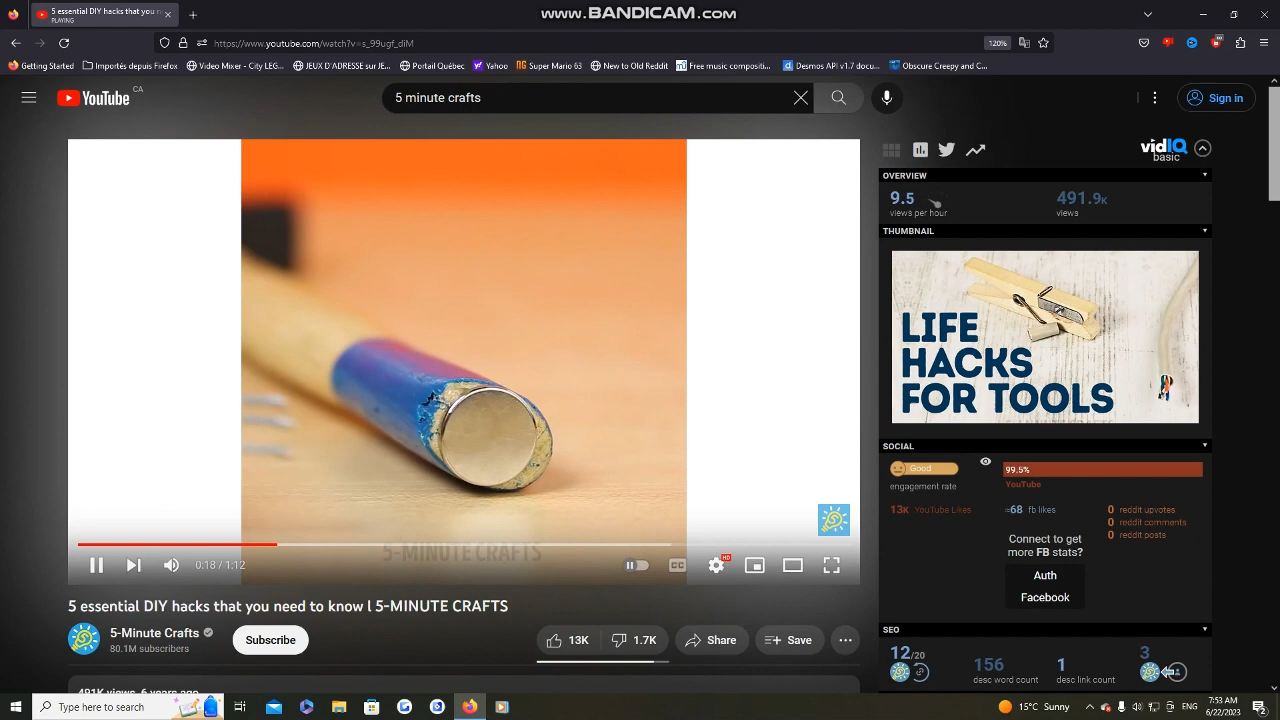 www.BANDICAM.com
5 essential DIY hacks that you n
PLAYING
https://www.youtube.com/watch?v=s_99ugf_diM
120%
Getting Started
Importés depuis Firefox
Video Mixer - City LEG...
JEUX D'ADRESSE sur JE...
Portail Québec
Yahoo
Super Mario 63
New to Old Reddit
Free music compositi...
Desmos API v1.7 docu...
Obscure Creepy and C...
YouTube CA
5 minute crafts
Sign in
vidIQ
basic
OVERVIEW
9.5
views per hour
491.9K
views
THUMBNAIL
LIFE
HACKS
FOR TOOLS
SOCIAL
Good
engagement rate
99.5%
YouTube
13K YouTube Likes
≈68 fb likes
0 reddit upvotes
0 reddit comments
0 reddit posts
Connect to get
more FB stats?
Auth
Facebook
SEO
12/20
156
desc word count
1
desc link count
3
5-MINUTE CRAFTS
0:18 / 1:12
CC
HD
5 essential DIY hacks that you need to know l 5-MINUTE CRAFTS
5-Minute Crafts
80.1M subscribers
Subscribe
13K
1.7K
Share
Save
491K views 6 years ago
Type here to search
15°C Sunny
ENG
7:53 AM
6/22/2023
2